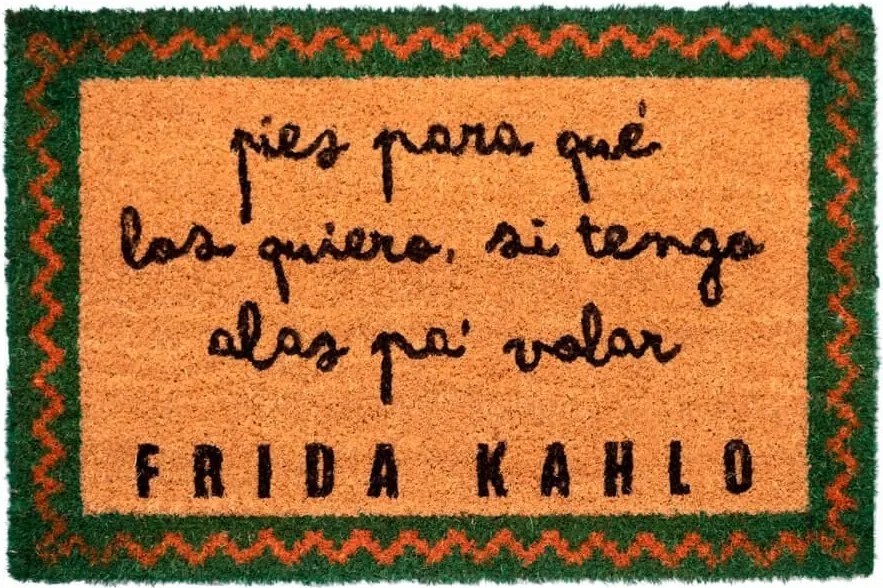 pies para qué
los quiero, si tengo
alas pa' volar
FRIDA KAHLO